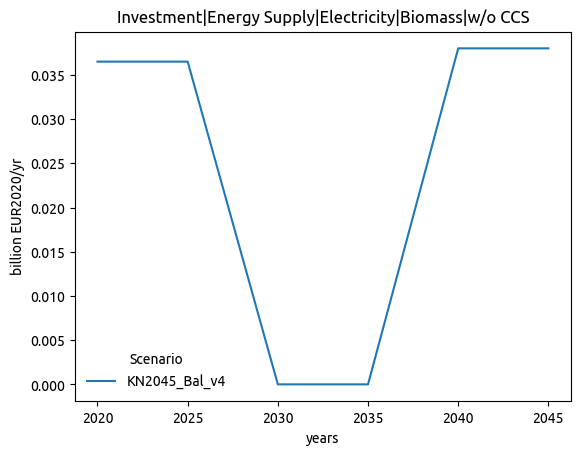 Investment|Energy Supply|Electricity|Biomass|w/o CCS
billion EUR2020/yr
0.035
0.030
0.025
0.020
0.015
0.010
0.005
0.000
Scenario
KN2045_Bal_v4
2020 2025 2030 2035 2040 2045
years